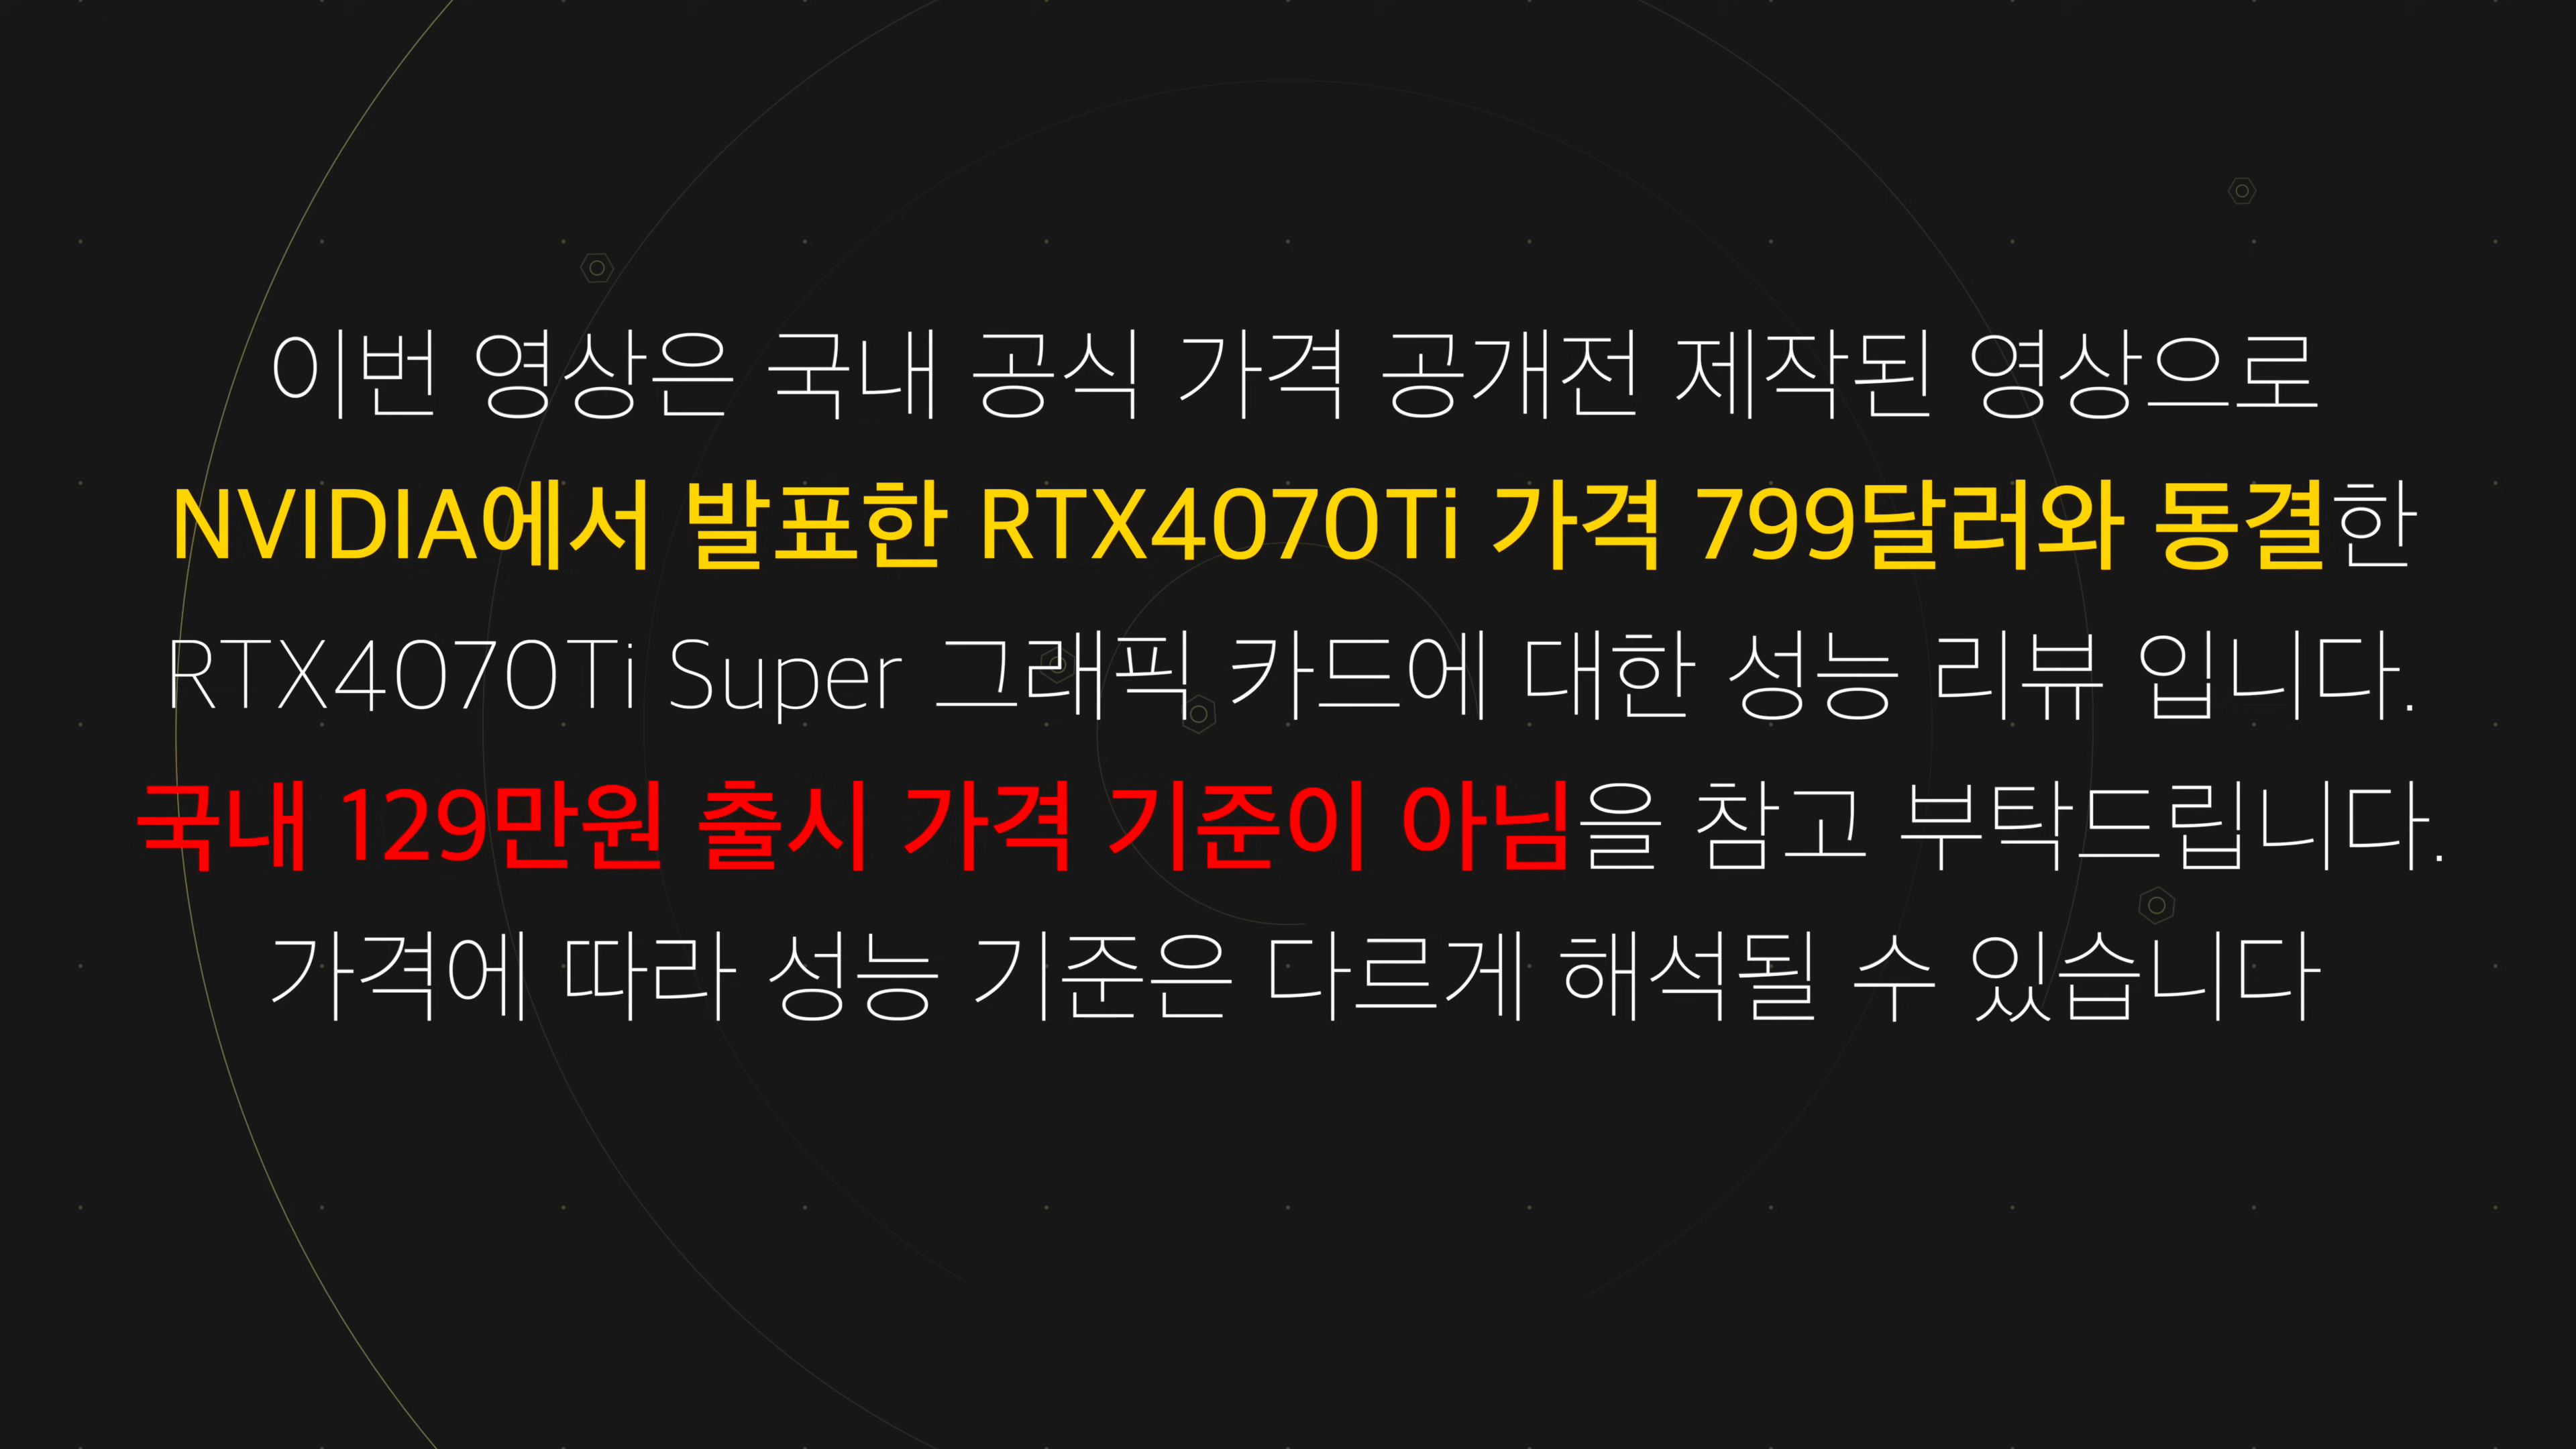 이번 영상은 국내 공식 가격 공개전 제작된 영상으로
NVIDIA에서 발표한 RTX4070Ti 가격 799달러와 동결한
RTX4070Ti Super 그래픽 카드에 대한 성능 리뷰 입니다.
국내 129만원 출시 가격 기준이 아님을 참고 부탁드립니다.
가격에 따라 성능 기준은 다르게 해석될 수 있습니다